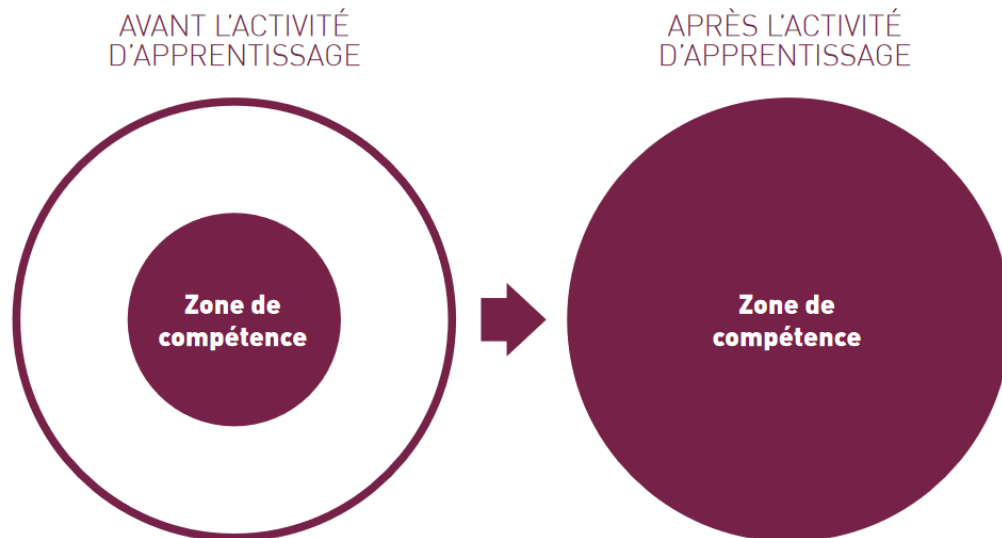 AVANT L'ACTIVITÉ
D'APPRENTISSAGE
APRÈS L'ACTIVITÉ
D'APPRENTISSAGE
Zone de
compétence
Zone de
compétence